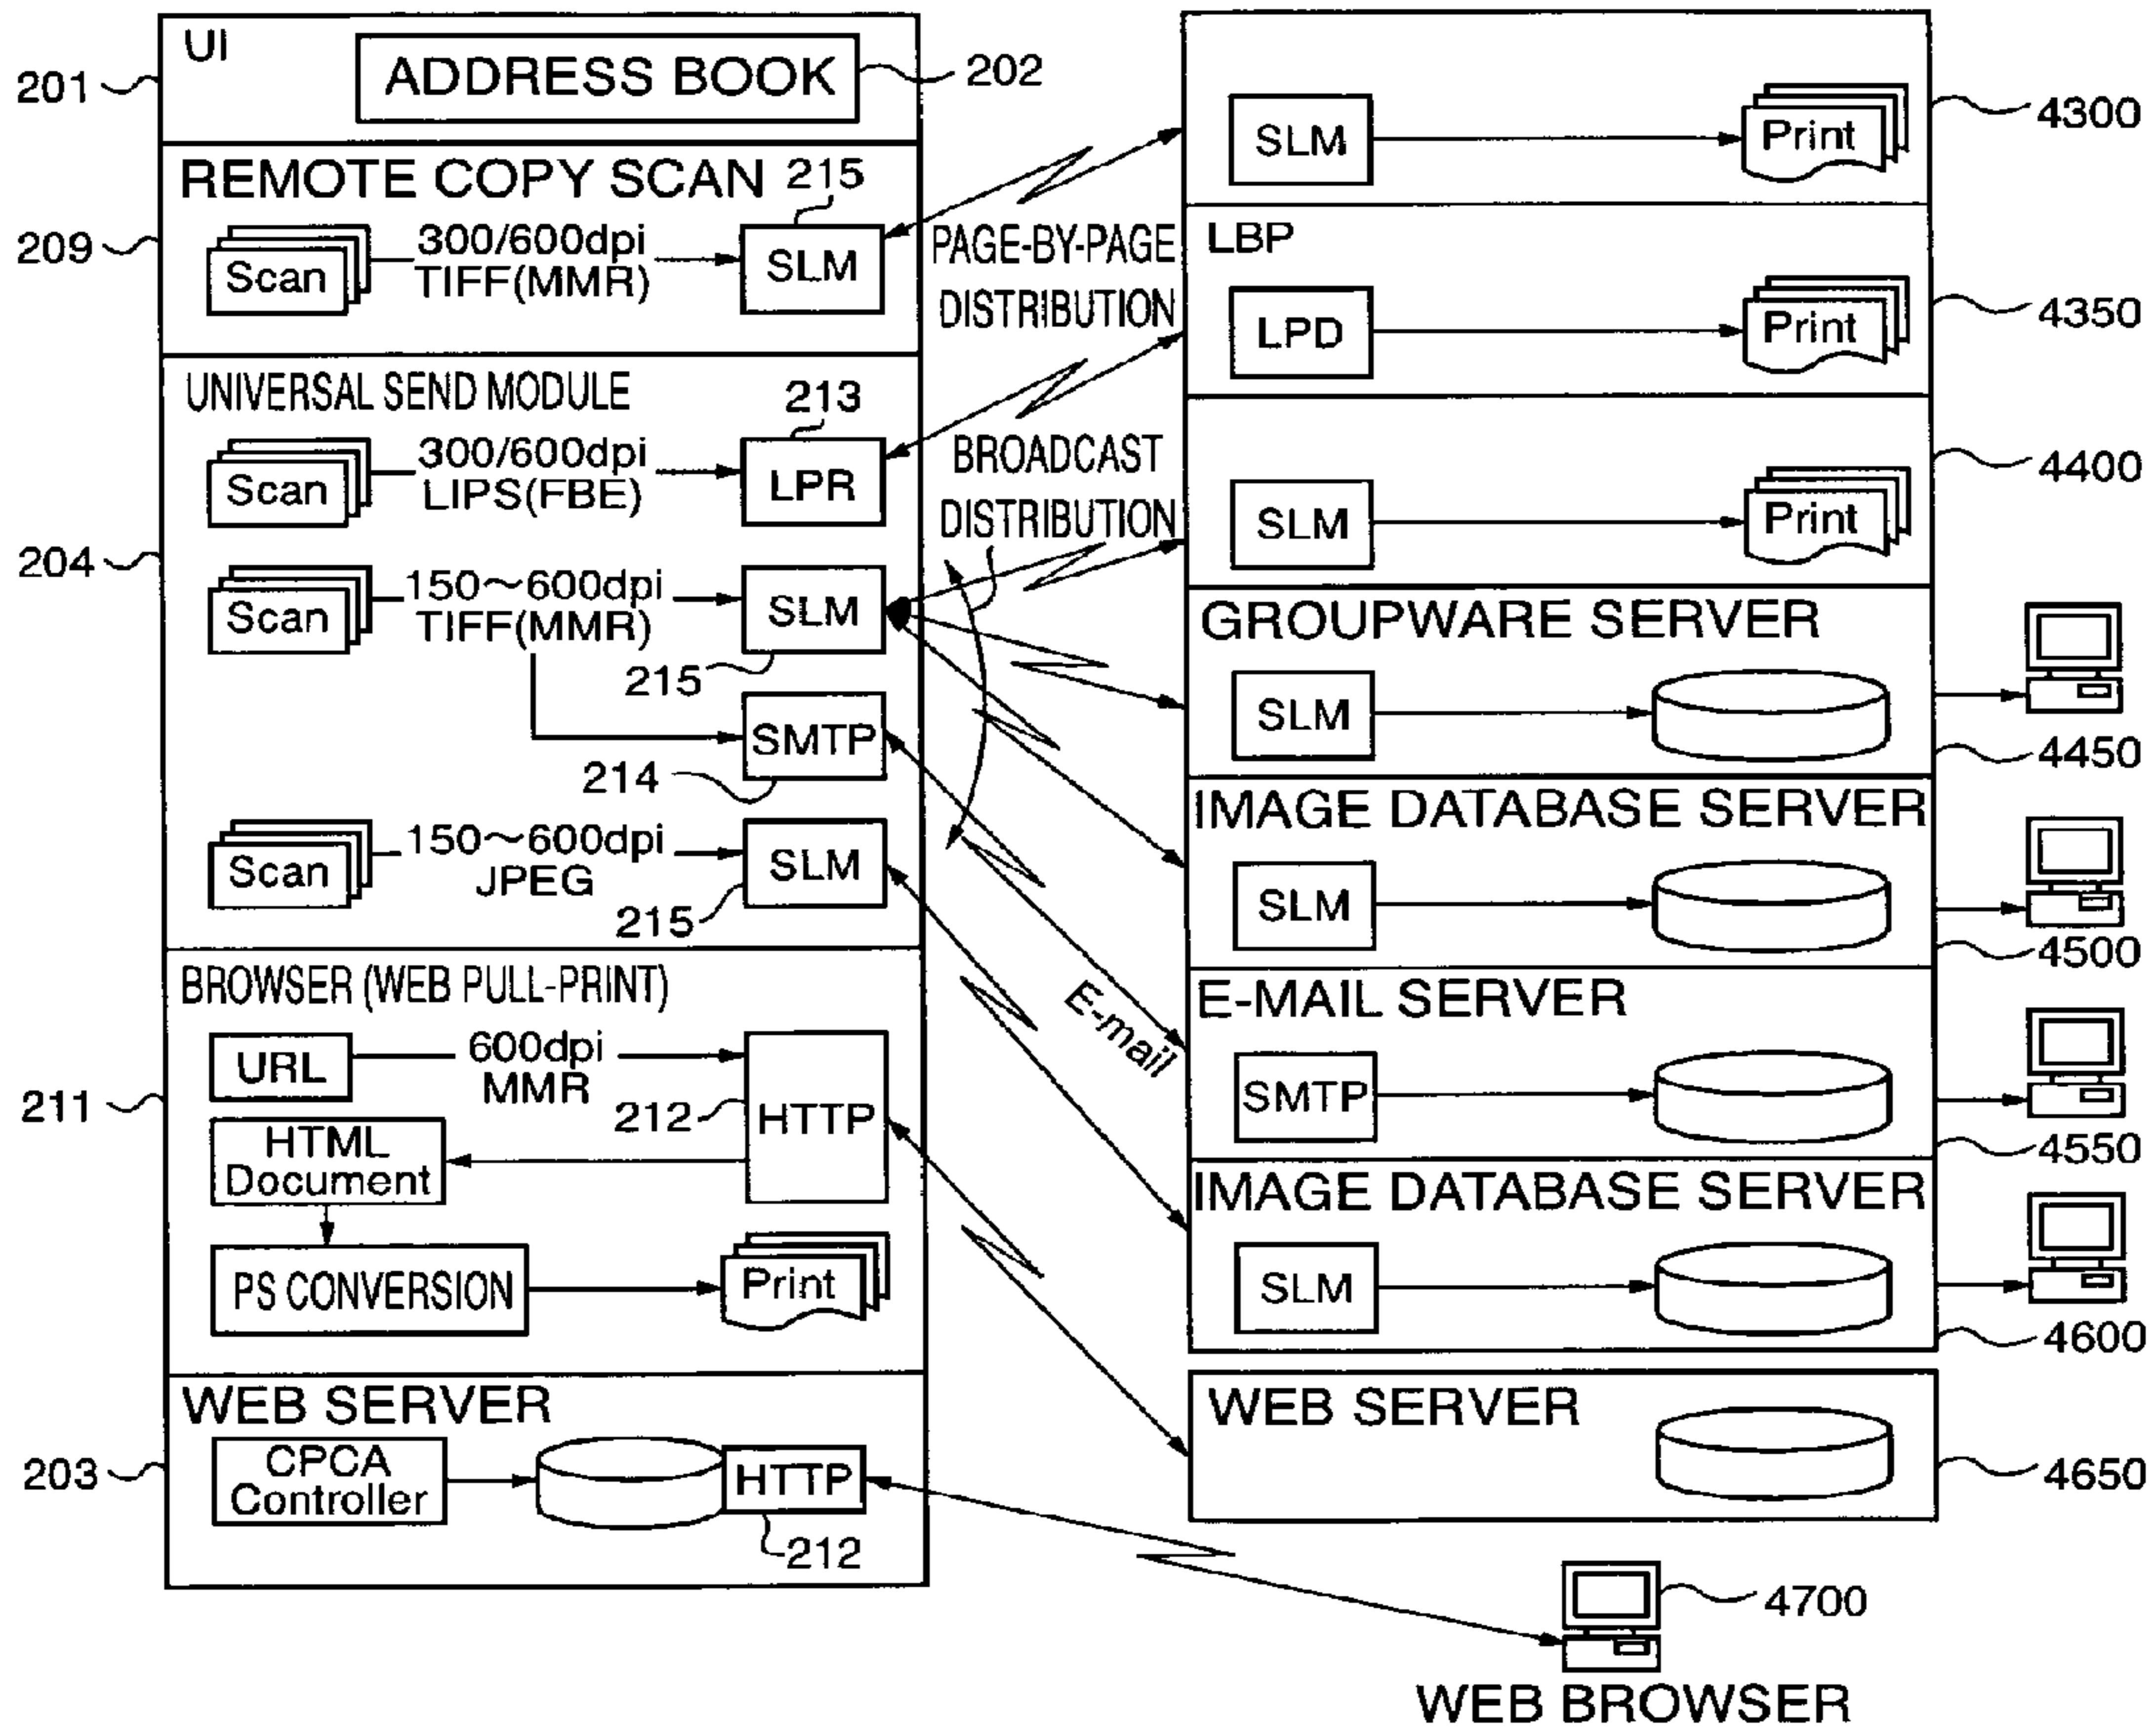 UI
ADDRESS BOOK
201
202
REMOTE COPY SCAN
215
209
Scan
300/600dpi
TIFF(MMR)
SLM
UNIVERSAL SEND MODULE
213
204
Scan
300/600dpi
LIPS(FBE)
LPR
Scan
150～600dpi
TIFF(MMR)
SLM
215
SMTP
214
Scan
150～600dpi
JPEG
SLM
215
BROWSER (WEB PULL-PRINT)
211
URL
600dpi
MMR
212
HTTP
HTML
Document
PS CONVERSION
Print
WEB SERVER
203
CPCA
Controller
HTTP
212
PAGE-BY-PAGE
DISTRIBUTION
BROADCAST
DISTRIBUTION
E-mail
SLM
Print
4300
LBP
LPD
Print
4350
SLM
Print
4400
GROUPWARE SERVER
SLM
4450
IMAGE DATABASE SERVER
SLM
4500
E-MAIL SERVER
SMTP
4550
IMAGE DATABASE SERVER
SLM
4600
WEB SERVER
4650
4700
WEB BROWSER